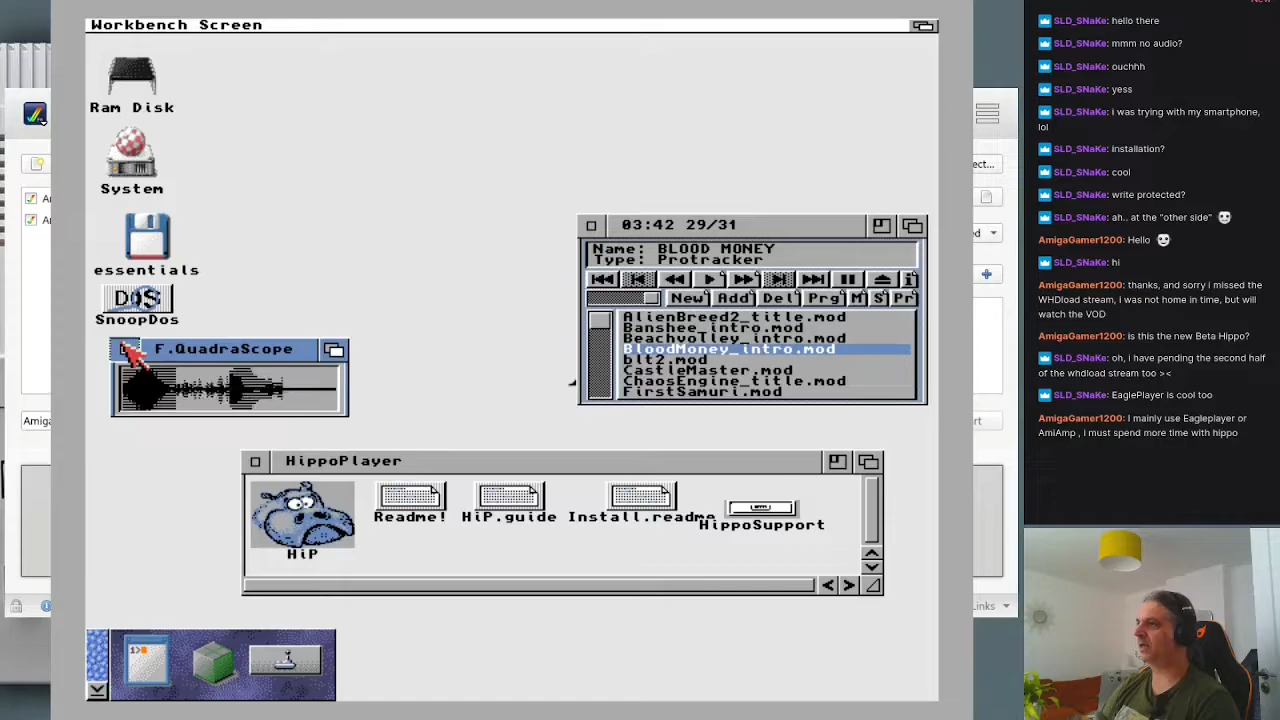 Workbench Screen
Ram Disk
System
essentials
DOS
SnoopDos
F.QuadraScope
03:42 29/31
Name: BLOOD MONEY
Type: Protracker
New Add Del Prg M S Pr
AlienBreed2_title.mod
Banshee_intro.mod
Beachvolley_intro.mod
BloodMoney_intro.mod
blt2.mod
CastleMaster.mod
ChaosEngine_title.mod
FirstSamuri.mod
HippoPlayer
Readme!
HiP.guide
Install.readme
HippoSupport
HiP
1>
Amiga
ect...
Links
SLD_SNaKe: hello there
SLD_SNaKe: mmm no audio?
SLD_SNaKe: ouchhh
SLD_SNaKe: yess
SLD_SNaKe: i was trying with my smartphone,
lol
SLD_SNaKe: installation?
SLD_SNaKe: cool
SLD_SNaKe: write protected?
SLD_SNaKe: ah.. at the "other side"
AmigaGamer1200: Hello
SLD_SNaKe: hi
AmigaGamer1200: thanks, and sorry i missed the
WHDload stream, i was not home in time, but will
watch the VOD
AmigaGamer1200: is this the new Beta Hippo?
SLD_SNaKe: oh, i have pending the second half
of the whdload stream too ><
SLD_SNaKe: EaglePlayer is cool too
AmigaGamer1200: I mainly use Eagleplayer or
AmiAmp , I must spend more time with hippo